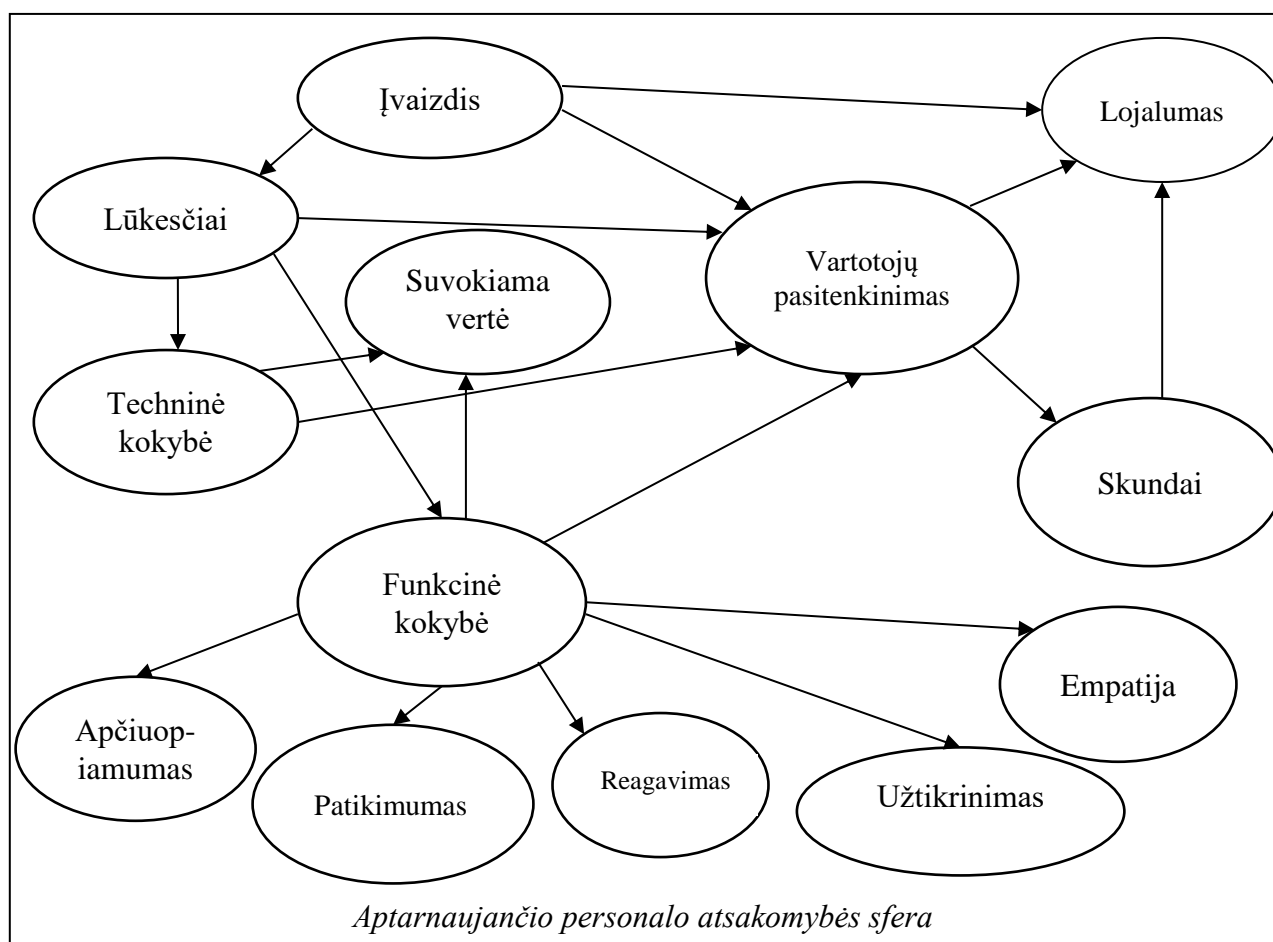 Įvaizdis
Lojalumas
Lūkesčiai
Suvokiama
vertė
Vartotojų
pasitenkinimas
Techninė
kokybė
Skundai
Funkcinė
kokybė
Empatija
Apčiuop-
iamumas
Patikimumas
Reagavimas
Užtikrinimas
Aptarnaujančio personalo atsakomybės sfera